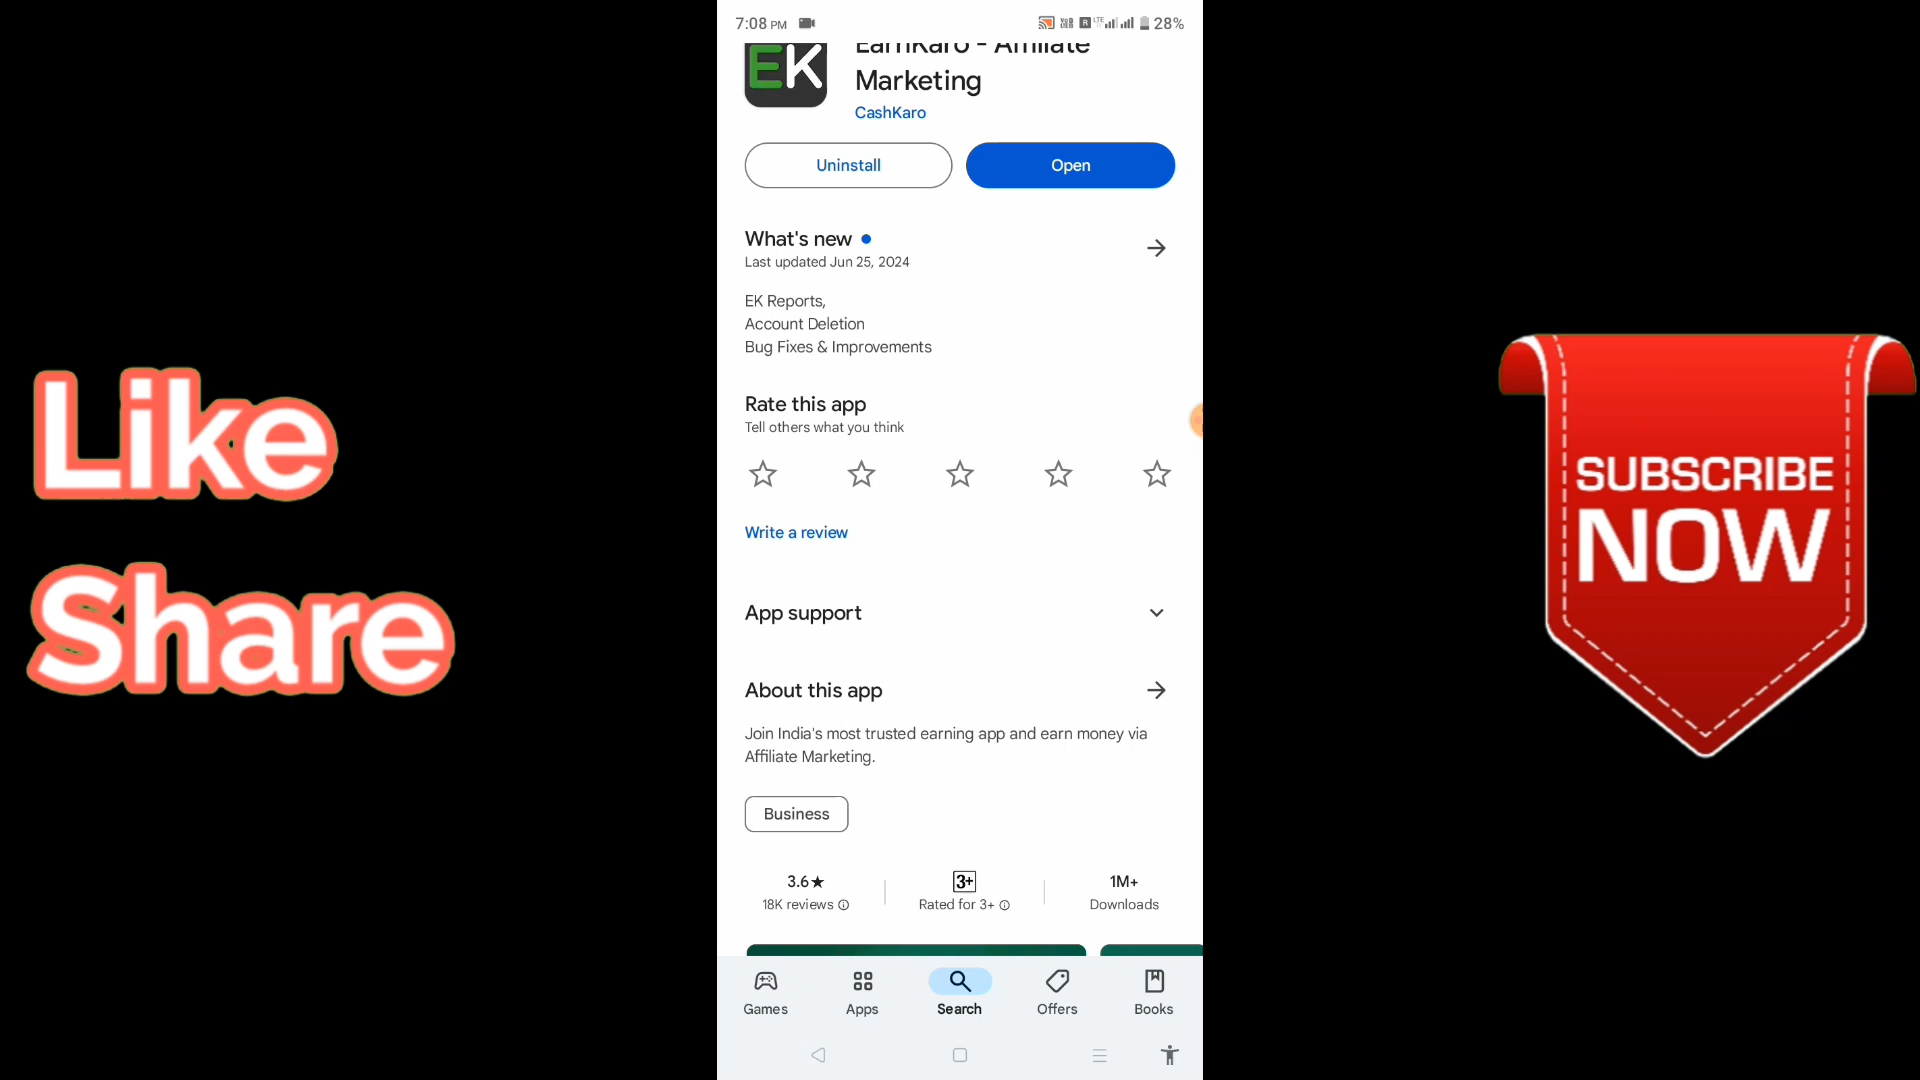 7:08 PM
28%
EK
EarnKaro - Affiliate
Marketing
CashKaro
Uninstall
Open
What's new
Last updated Jun 25, 2024
EK Reports,
Account Deletion
Bug Fixes & Improvements
Rate this app
Tell others what you think
Write a review
App support
About this app
Join India's most trusted earning app and earn money via
Affiliate Marketing.
Business
3.6★
3+
1M+
18K reviews
Rated for 3+
Downloads
Games
Apps
Search
Offers
Books
Like
Share
SUBSCRIBE
NOW